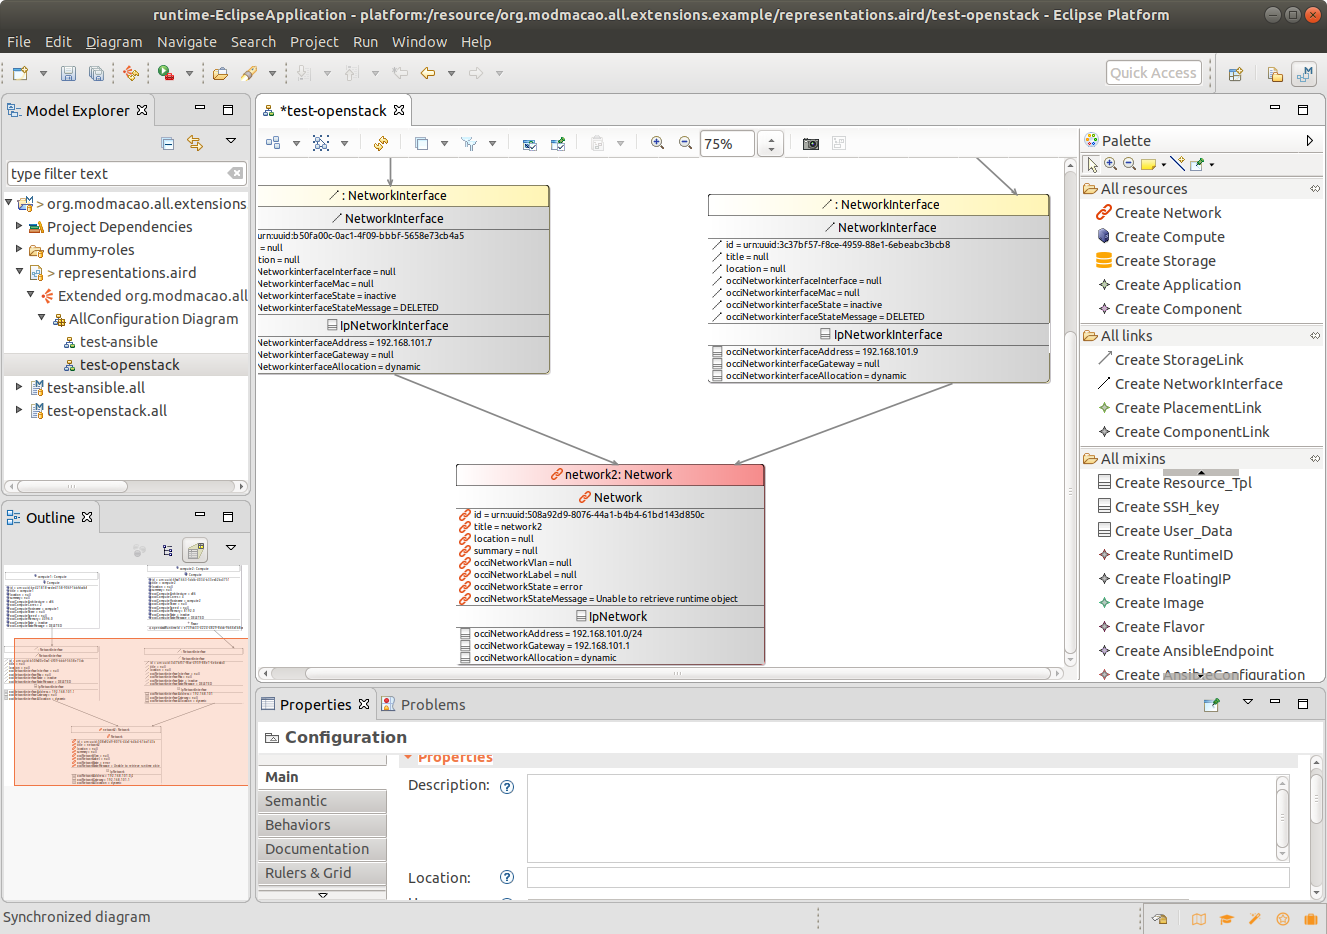 runtime-EclipseApplication - platform:/resource/org.modmacao.all.extensions.example/representations.aird/test-openstack - Eclipse Platform
File Edit Diagram Navigate Search Project Run Window Help
Quick Access
Model Explorer
type filter text
> org.modmacao.all.extensions
Project Dependencies
dummy-roles
> representations.aird
Extended org.modmacao.all
AllConfiguration Diagram
test-ansible
test-openstack
test-ansible.all
test-openstack.all
Outline
*test-openstack
75%
: NetworkInterface
NetworkInterface
urn:uuid:b50fa00c-0ac1-4f09-bbbf-5658e73cb4a5
= null
tion = null
NetworkinterfaceInterface = null
NetworkinterfaceMac = null
NetworkinterfaceState = inactive
NetworkinterfaceStateMessage = DELETED
IpNetworkInterface
NetworkinterfaceAddress = 192.168.101.7
NetworkinterfaceGateway = null
NetworkinterfaceAllocation = dynamic
: NetworkInterface
NetworkInterface
id = urn:uuid:3c37bf57-f8ce-4959-88e1-6ebeabc3bcb8
title = null
location = null
occiNetworkinterfaceInterface = null
occiNetworkinterfaceMac = null
occiNetworkinterfaceState = inactive
occiNetworkinterfaceStateMessage = DELETED
IpNetworkInterface
occiNetworkinterfaceAddress = 192.168.101.9
occiNetworkinterfaceGateway = null
occiNetworkinterfaceAllocation = dynamic
network2: Network
Network
id = urn:uuid:508a92d9-8076-44a1-b4b4-61bd143d850c
title = network2
location = null
summary = null
occiNetworkVlan = null
occiNetworkLabel = null
occiNetworkState = error
occiNetworkStateMessage = Unable to retrieve runtime object
IpNetwork
occiNetworkAddress = 192.168.101.0/24
occiNetworkGateway = 192.168.101.1
occiNetworkAllocation = dynamic
Palette
All resources
Create Network
Create Compute
Create Storage
Create Application
Create Component
All links
Create StorageLink
Create NetworkInterface
Create PlacementLink
Create ComponentLink
All mixins
Create Resource_Tpl
Create SSH_key
Create User_Data
Create RuntimeID
Create FloatingIP
Create Image
Create Flavor
Create AnsibleEndpoint
Create AnsibleConfiguration
Properties
Problems
Configuration
Main
Semantic
Behaviors
Documentation
Rulers & Grid
Properties
Description:
Location:
Synchronized diagram